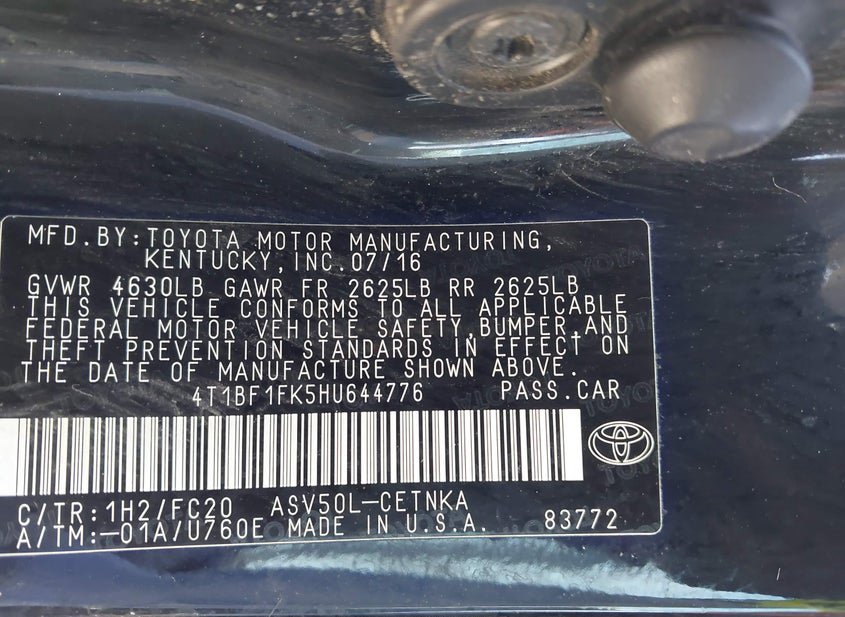 MFD.BY:TOYOTA MOTOR MANUFACTURING,
KENTUCKY,INC.07/16
GVWR 4630LB GAWR FR 2625LB RR 2625LB
THIS VEHICLE CONFORMS TO ALL APPLICABLE
FEDERAL MOTOR VEHICLE SAFETY,BUMPER,AND
THEFT PREVENTION STANDARDS IN EFFECT ON
THE DATE OF MANUFACTURE SHOWN ABOVE.
4T1BF1FK5HU644776 PASS.CAR
C/TR:1H2/FC20 ASV50L-CETNKA
A/TM:-01A/U760E MADE IN U.S.A. 83772